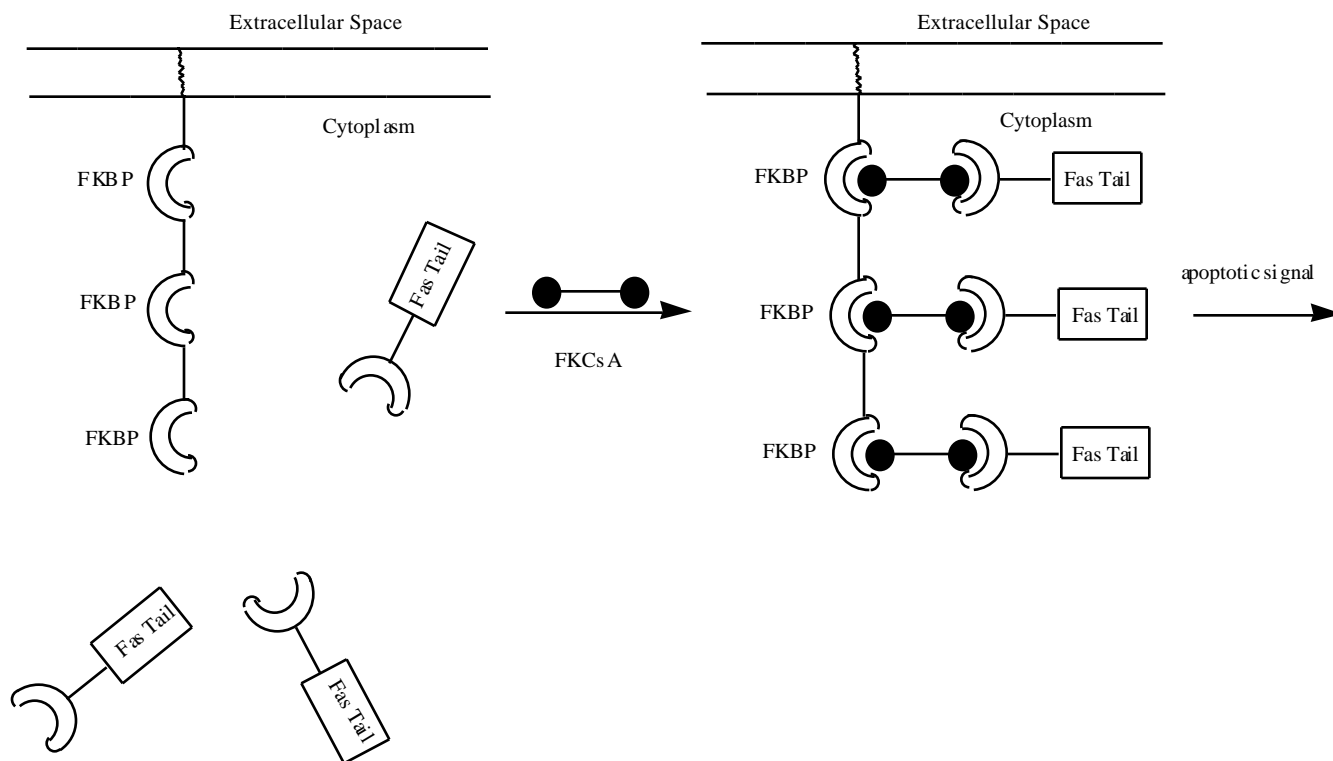 Extracellular Space
Cytoplasm
FKBP
FKBP
FKBP
Fas Tail
Fas Tail
Fas Tail
FKCsA
Extracellular Space
Cytoplasm
FKBP
Fas Tail
FKBP
Fas Tail
FKBP
Fas Tail
apoptotic signal